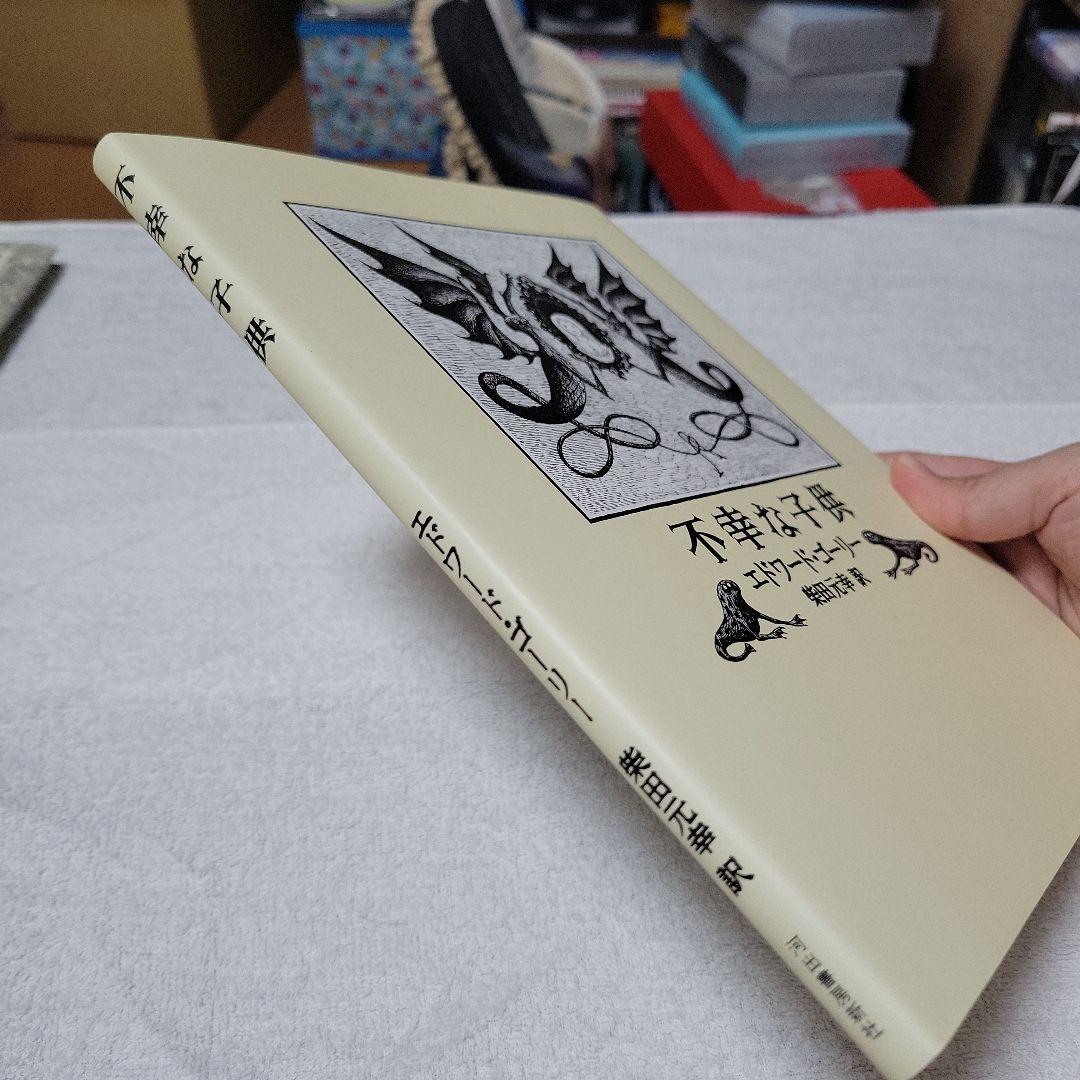 不幸な子供
エドワード・ゴーリー
柴田元幸 訳
河出書房新社
不幸な子供
エドワード・ゴーリー
柴田元幸 訳